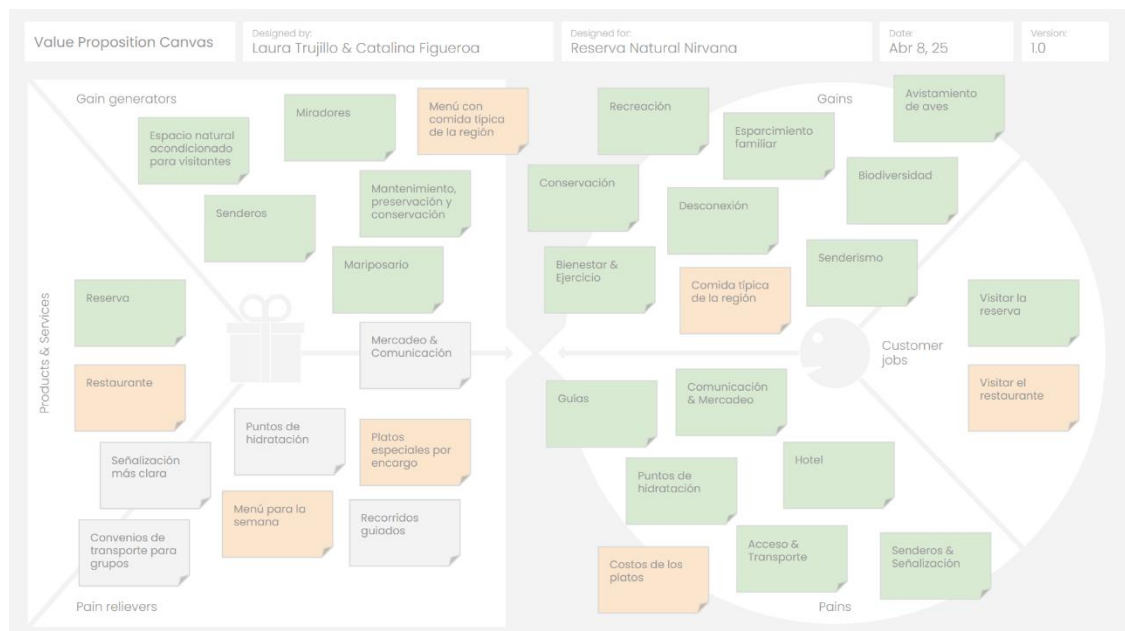 Value Proposition Canvas
Designed by:
Laura Trujillo & Catalina Figueroa
Designed for:
Reserva Natural Nirvana
Date:
Abr 8, 25
Version:
1.0
Gain generators
Espacio natural
acondicionado
para visitantes
Miradores
Menú con
comida típica
de la región
Senderos
Mantenimiento,
preservación y
conservación
Mariposario
Products & Services
Reserva
Restaurante
Mercadeo &
Comunicación
Señalización
más clara
Puntos de
hidratación
Platos
especiales por
encargo
Convenios de
transporte para
grupos
Menú para la
semana
Recorridos
guiados
Pain relievers
Gains
Recreación
Esparcimiento
familiar
Avistamiento
de aves
Conservación
Desconexión
Biodiversidad
Bienestar &
Ejercicio
Comida típica
de la región
Senderismo
Customer
jobs
Visitar la
reserva
Visitar el
restaurante
Guías
Comunicación
& Mercadeo
Puntos de
hidratación
Hotel
Costos de los
platos
Acceso &
Transporte
Senderos &
Señalización
Pains